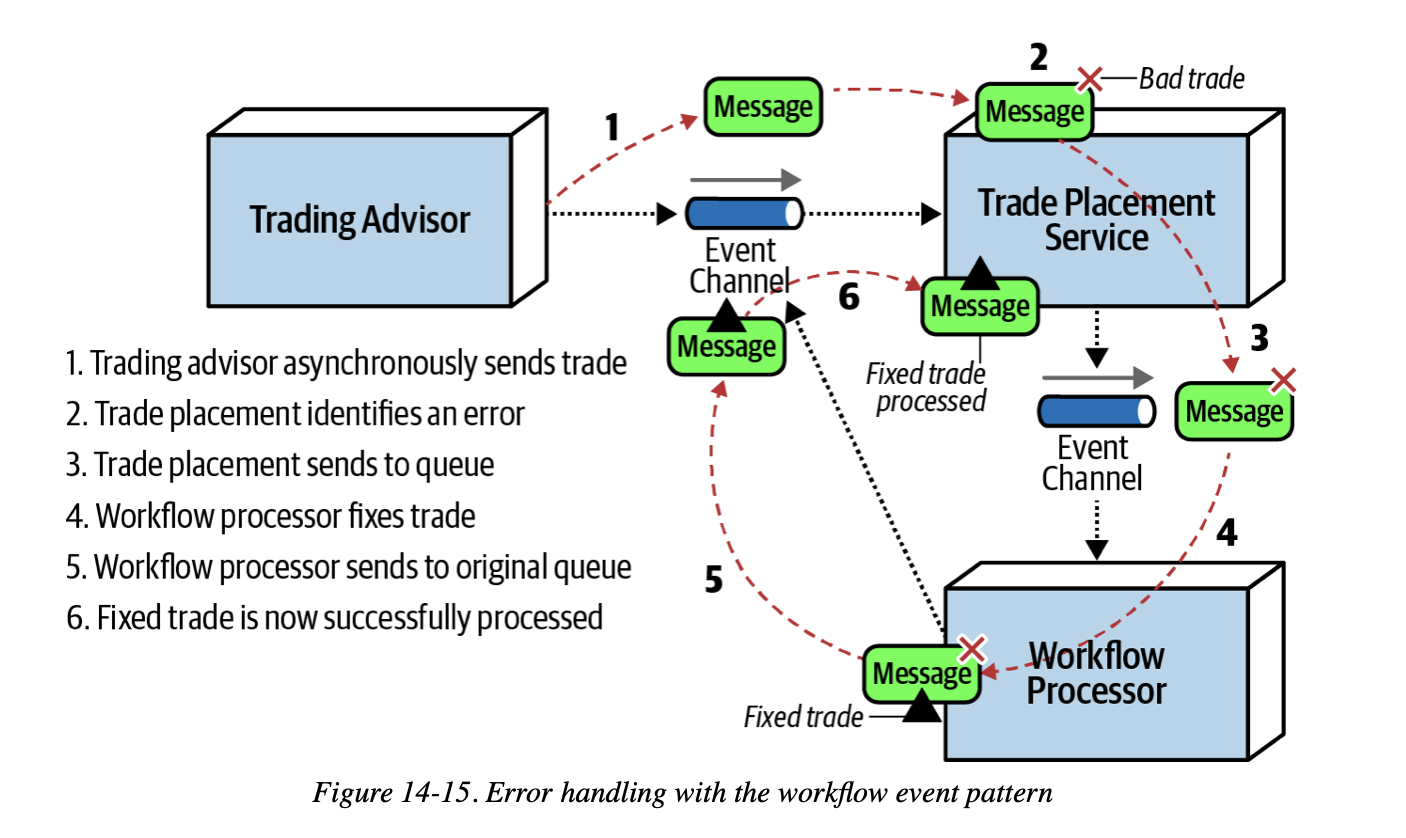 2
Message
Message
Bad trade
1
Trading Advisor
Trade Placement
Service
Event
Channel
6
Message
Message
3
Fixed trade
processed
Message
Event
Channel
1. Trading advisor asynchronously sends trade
2. Trade placement identifies an error
3. Trade placement sends to queue
4. Workflow processor fixes trade
5. Workflow processor sends to original queue
6. Fixed trade is now successfully processed
4
5
Workflow
Processor
Message
Fixed trade
Figure 14-15. Error handling with the workflow event pattern